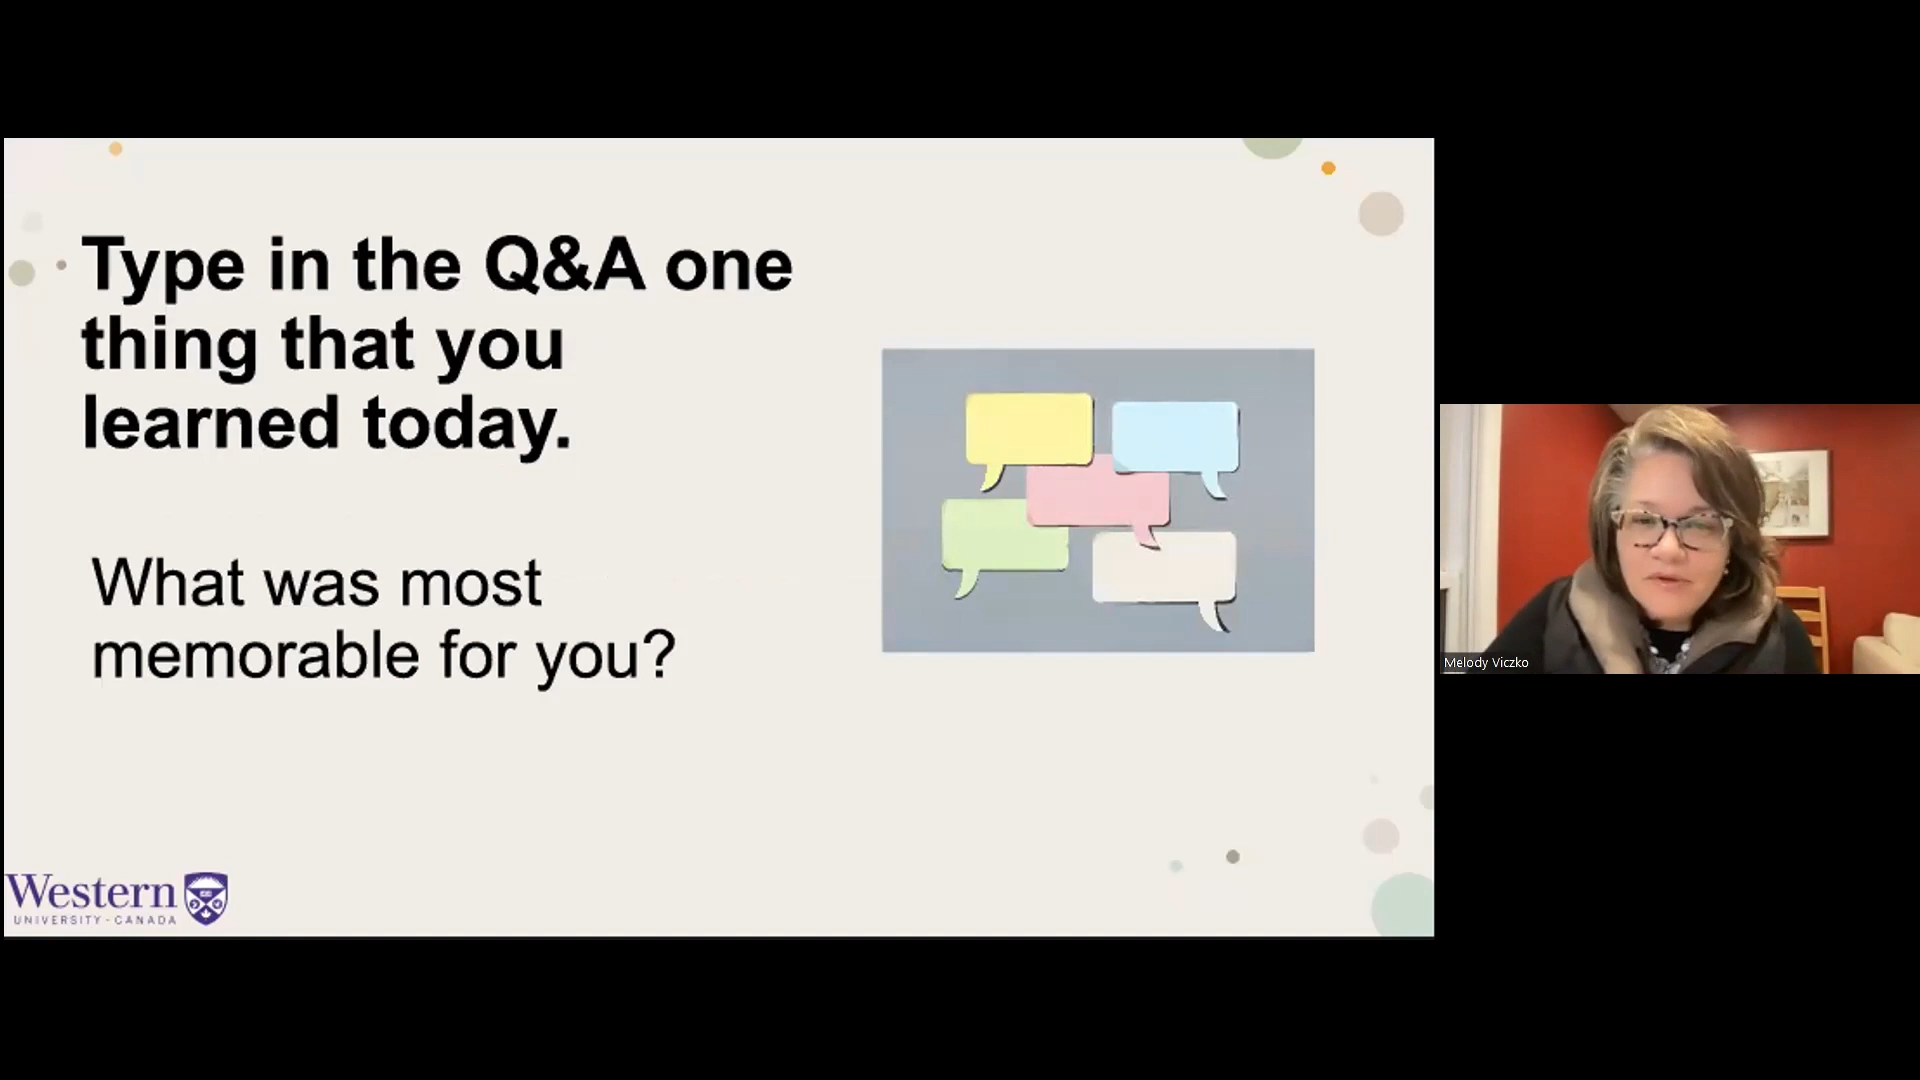 Type in the Q&A one
thing that you
learned today.
What was most
memorable for you?
Western
UNIVERSITY · CANADA
Melody Viczko